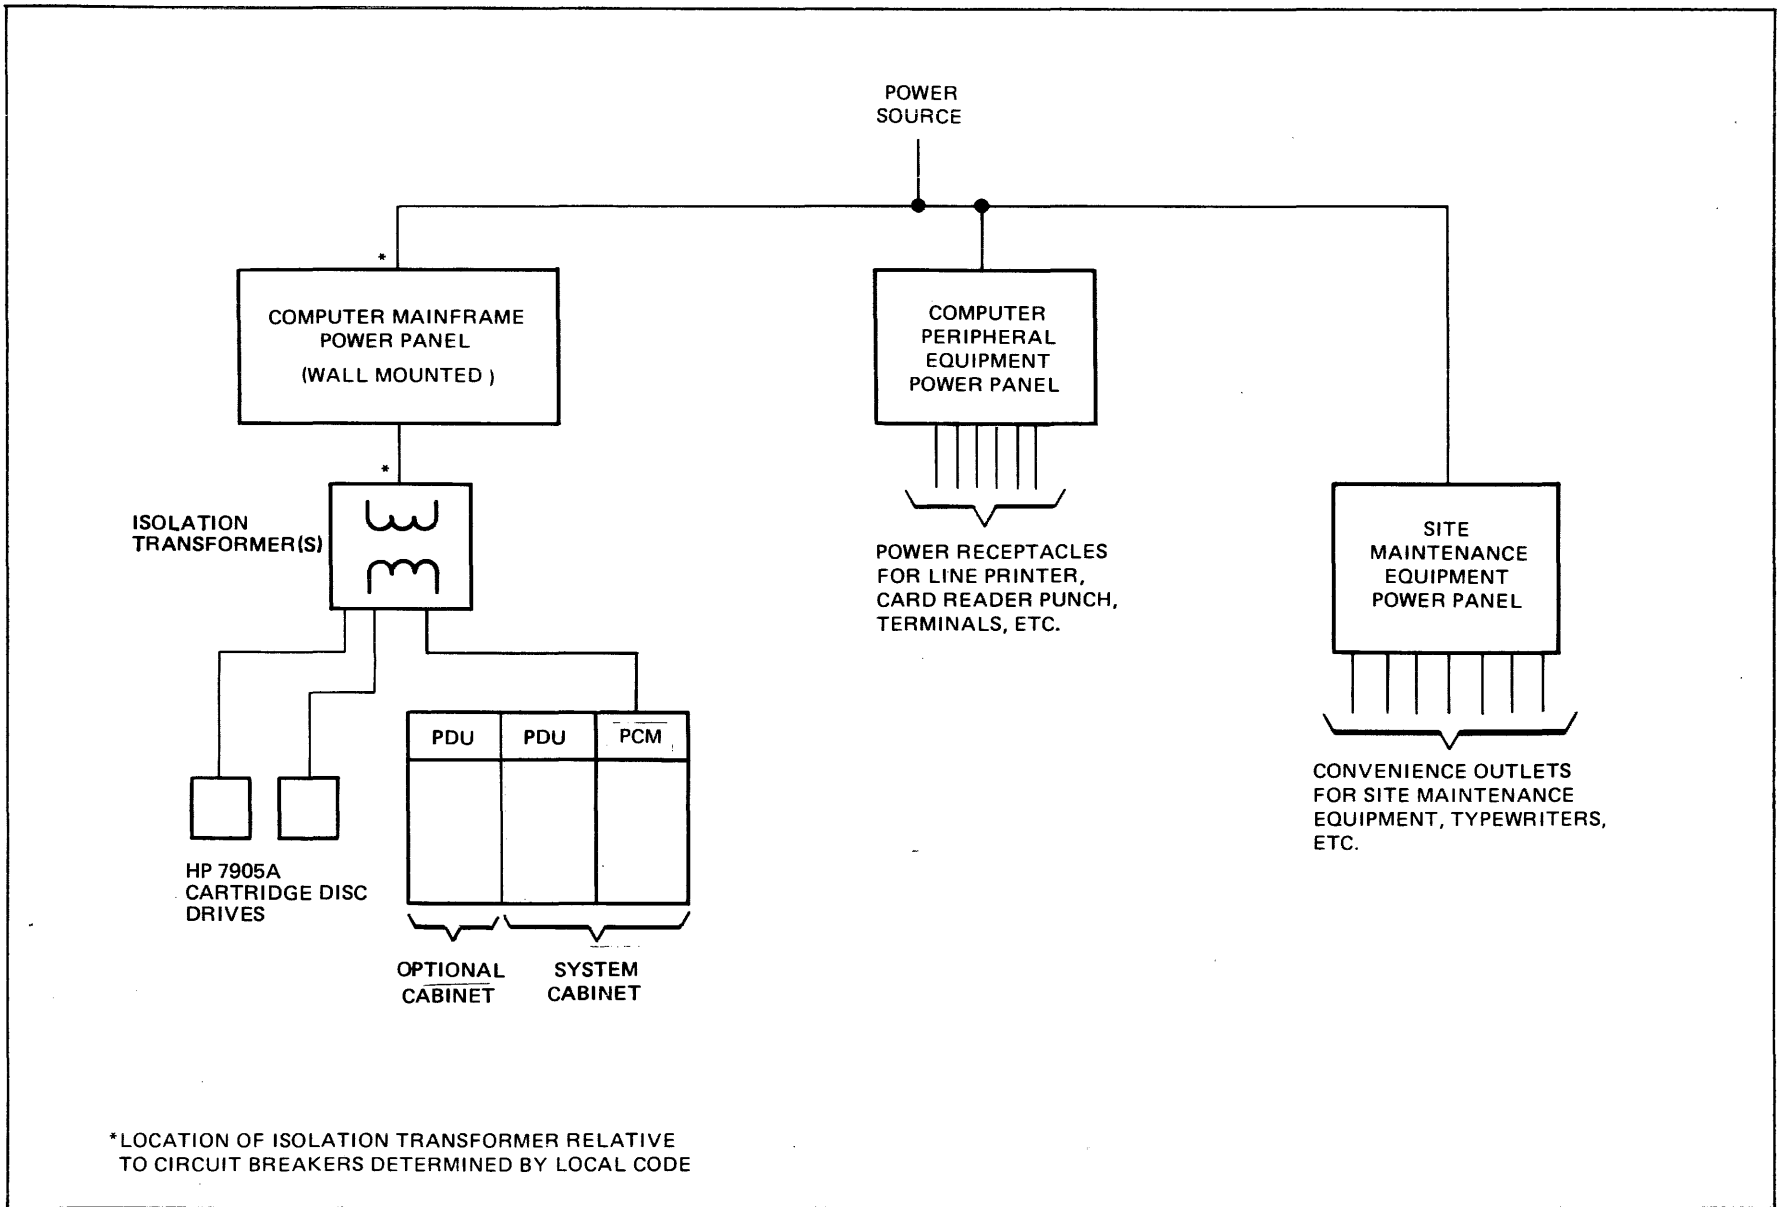 POWER
SOURCE
*
COMPUTER MAINFRAME
POWER PANEL
(WALL MOUNTED )
COMPUTER
PERIPHERAL
EQUIPMENT
POWER PANEL
*
ISOLATION
TRANSFORMER(S)
POWER RECEPTACLES
FOR LINE PRINTER,
CARD READER PUNCH,
TERMINALS, ETC.
SITE
MAINTENANCE
EQUIPMENT
POWER PANEL
PDU
PDU
PCM
CONVENIENCE OUTLETS
FOR SITE MAINTENANCE
EQUIPMENT, TYPEWRITERS,
ETC.
HP 7905A
CARTRIDGE DISC
DRIVES
OPTIONAL
CABINET
SYSTEM
CABINET
*LOCATION OF ISOLATION TRANSFORMER RELATIVE
TO CIRCUIT BREAKERS DETERMINED BY LOCAL CODE